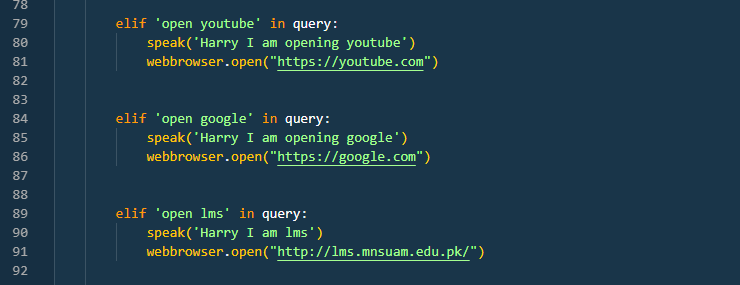 78
79 elif 'open youtube' in query:
80 speak('Harry I am opening youtube')
81 webbrowser.open("https://youtube.com")
82
83
84 elif 'open google' in query:
85 speak('Harry I am opening google')
86 webbrowser.open("https://google.com")
87
88
89 elif 'open lms' in query:
90 speak('Harry I am lms')
91 webbrowser.open("http://lms.mnsuam.edu.pk/")
92